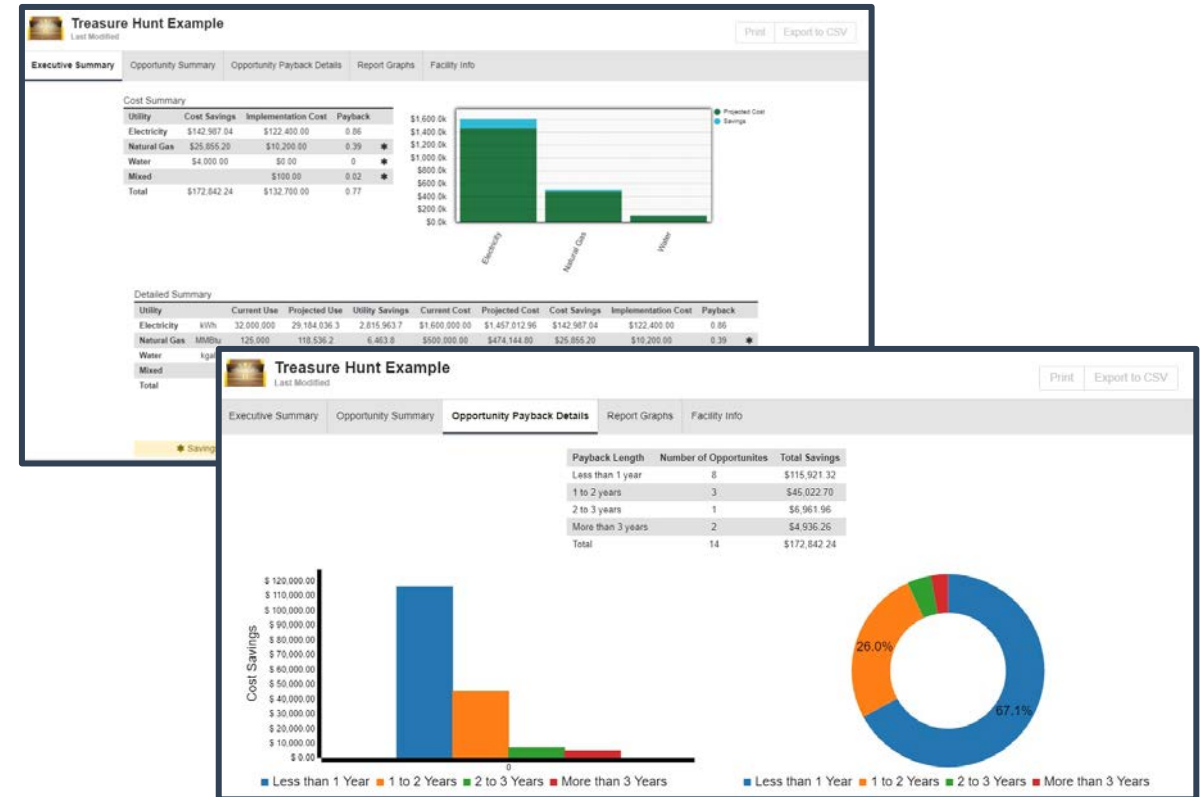 Treasure Hunt Example
Last Modified
Print Export to CSV
Executive Summary Opportunity Summary Opportunity Payback Details Report Graphs Facility Info
Cost Summary
Utility Cost Savings Implementation Cost Payback
Electricity $142,987.04 $122,400.00 0.86
Natural Gas $25,855.20 $10,200.00 0.39 *
Water $4,000.00 $0.00 0 *
Mixed $100.00 0.02 *
Total $172,842.24 $132,700.00 0.77
$1,600.0k
$1,400.0k
$1,200.0k
$1,000.0k
$800.0k
$600.0k
$400.0k
$200.0k
$0.0k
Electricity
Natural Gas
Water
Projected Cost
Savings
Detailed Summary
Utility Current Use Projected Use Utility Savings Current Cost Projected Cost Cost Savings Implementation Cost Payback
Electricity kWh 32,000,000 29,184,036.3 2,815,963.7 $1,600,000.00 $1,457,012.96 $142,987.04 $122,400.00 0.86
Natural Gas MMBtu 125,000 118,536.2 6,463.8 $500,000.00 $474,144.80 $25,855.20 $10,200.00 0.39 *
Water kgal
Mixed
Total
* Savings
Treasure Hunt Example
Last Modified
Print Export to CSV
Executive Summary Opportunity Summary Opportunity Payback Details Report Graphs Facility Info
Payback Length Number of Opportunites Total Savings
Less than 1 year 8 $115,921.32
1 to 2 years 3 $45,022.70
2 to 3 years 1 $6,961.96
More than 3 years 2 $4,936.26
Total 14 $172,842.24
Cost Savings
$ 120,000.00
$ 110,000.00
$ 100,000.00
$ 90,000.00
$ 80,000.00
$ 70,000.00
$ 60,000.00
$ 50,000.00
$ 40,000.00
$ 30,000.00
$ 20,000.00
$ 10,000.00
$ 0.00
0
Less than 1 Year 1 to 2 Years 2 to 3 Years More than 3 Years
26.0%
67.1%
Less than 1 Year 1 to 2 Years 2 to 3 Years More than 3 Years